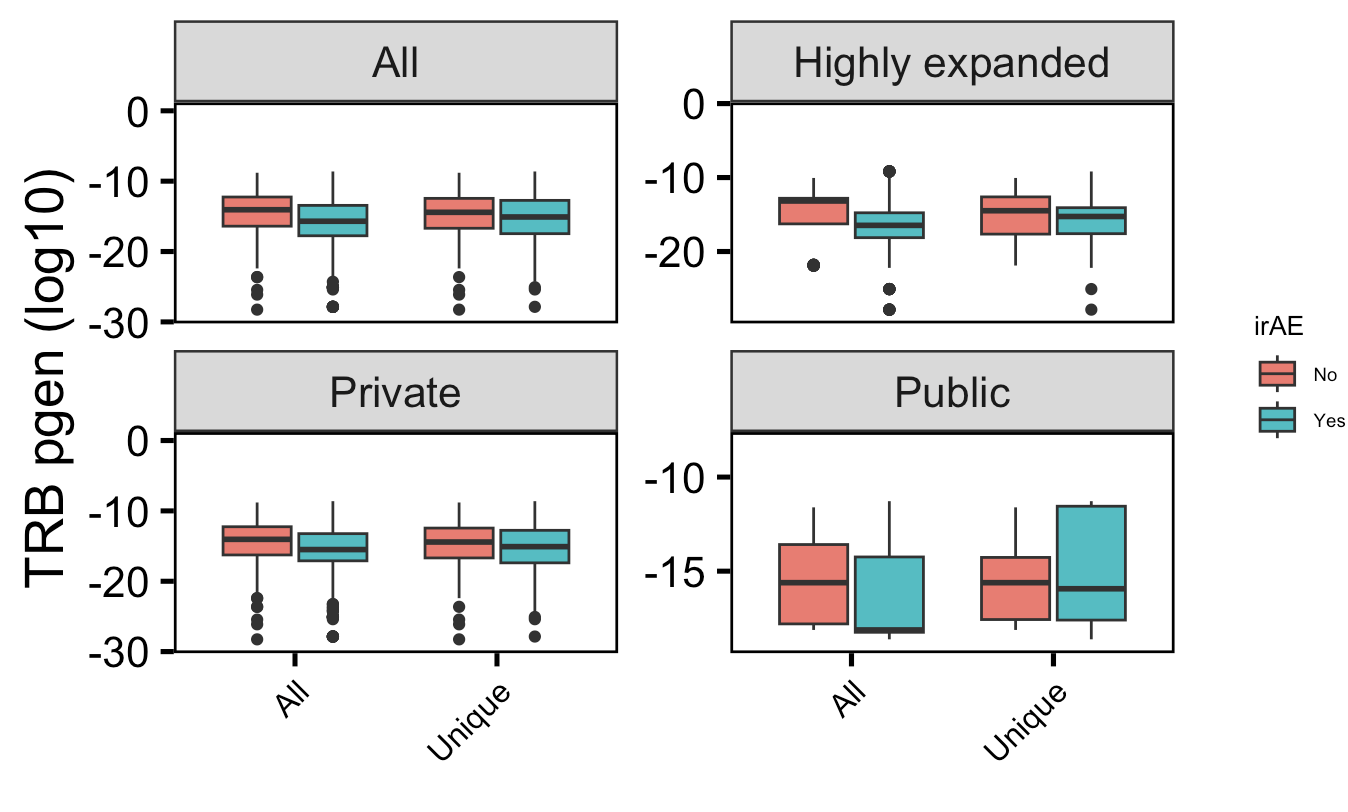 All
Highly expanded
TRB pgen (log10)
0
-10
-20
-30
0
-10
-20
Private
Public
0
-10
-20
-30
-10
-15
All
Unique
All
Unique
irAE
No
Yes